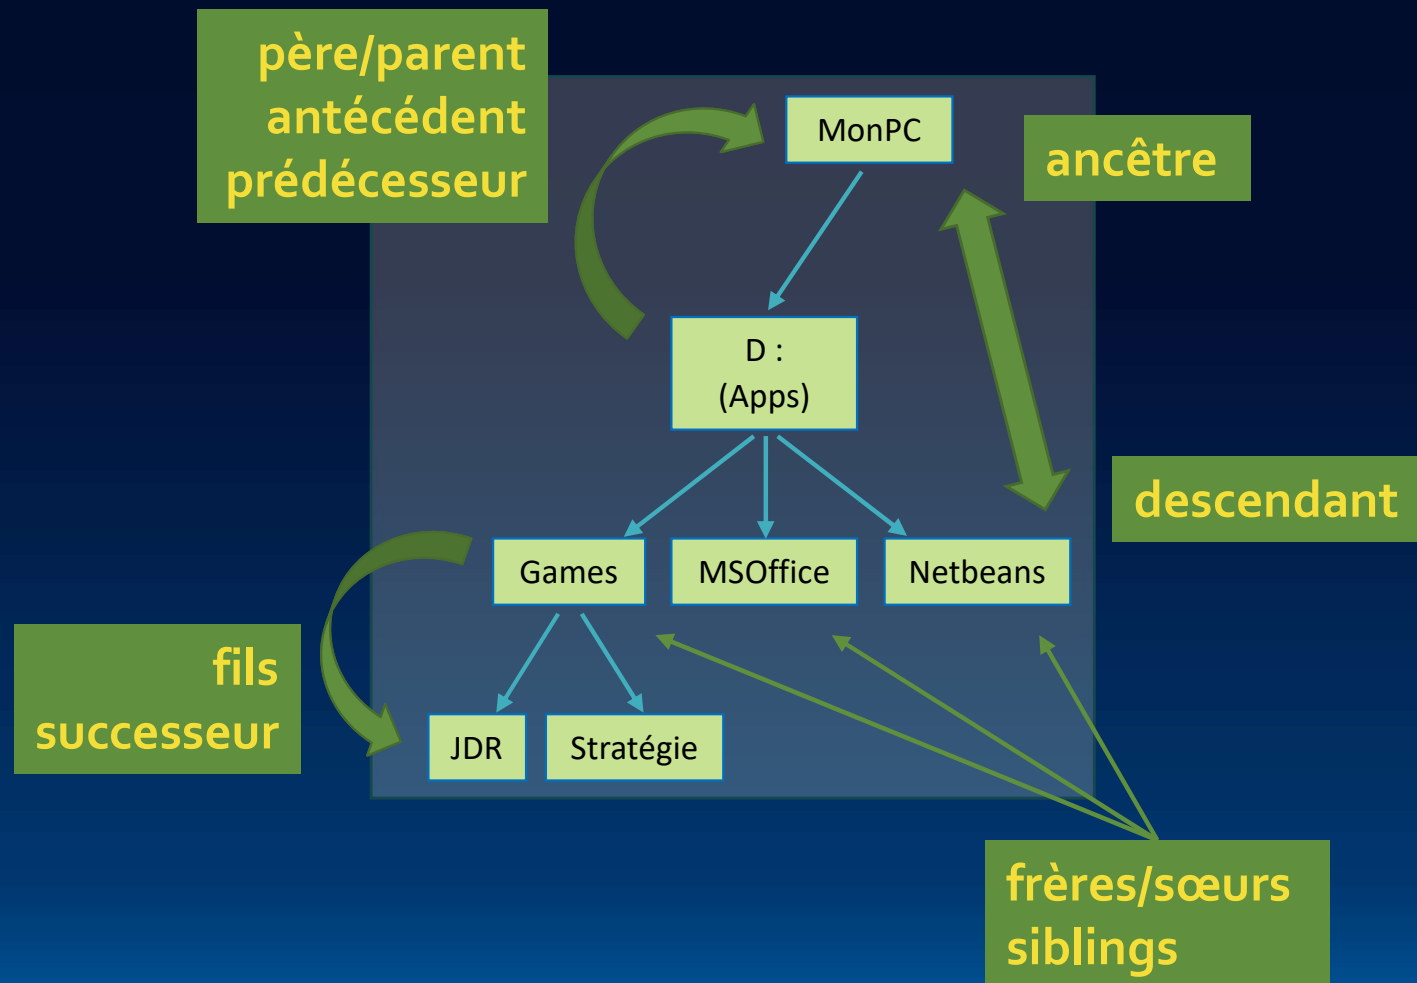 père/parent
antécédent
prédécesseur
MonPC
ancêtre
D :
(Apps)
descendant
Games
MSOffice
Netbeans
fils
successeur
JDR
Stratégie
frères/sœurs
siblings